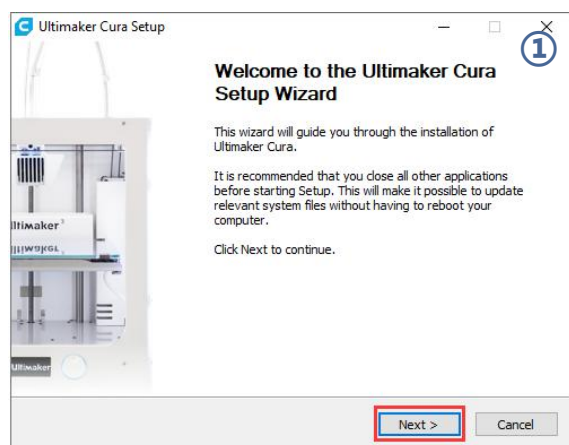 Ultimaker Cura Setup
①
Welcome to the Ultimaker Cura
Setup Wizard
This wizard will guide you through the installation of
Ultimaker Cura.
It is recommended that you close all other applications
before starting Setup. This will make it possible to update
relevant system files without having to reboot your
computer.
Click Next to continue.
Ultimaker³
Ultimaker
Next >
Cancel